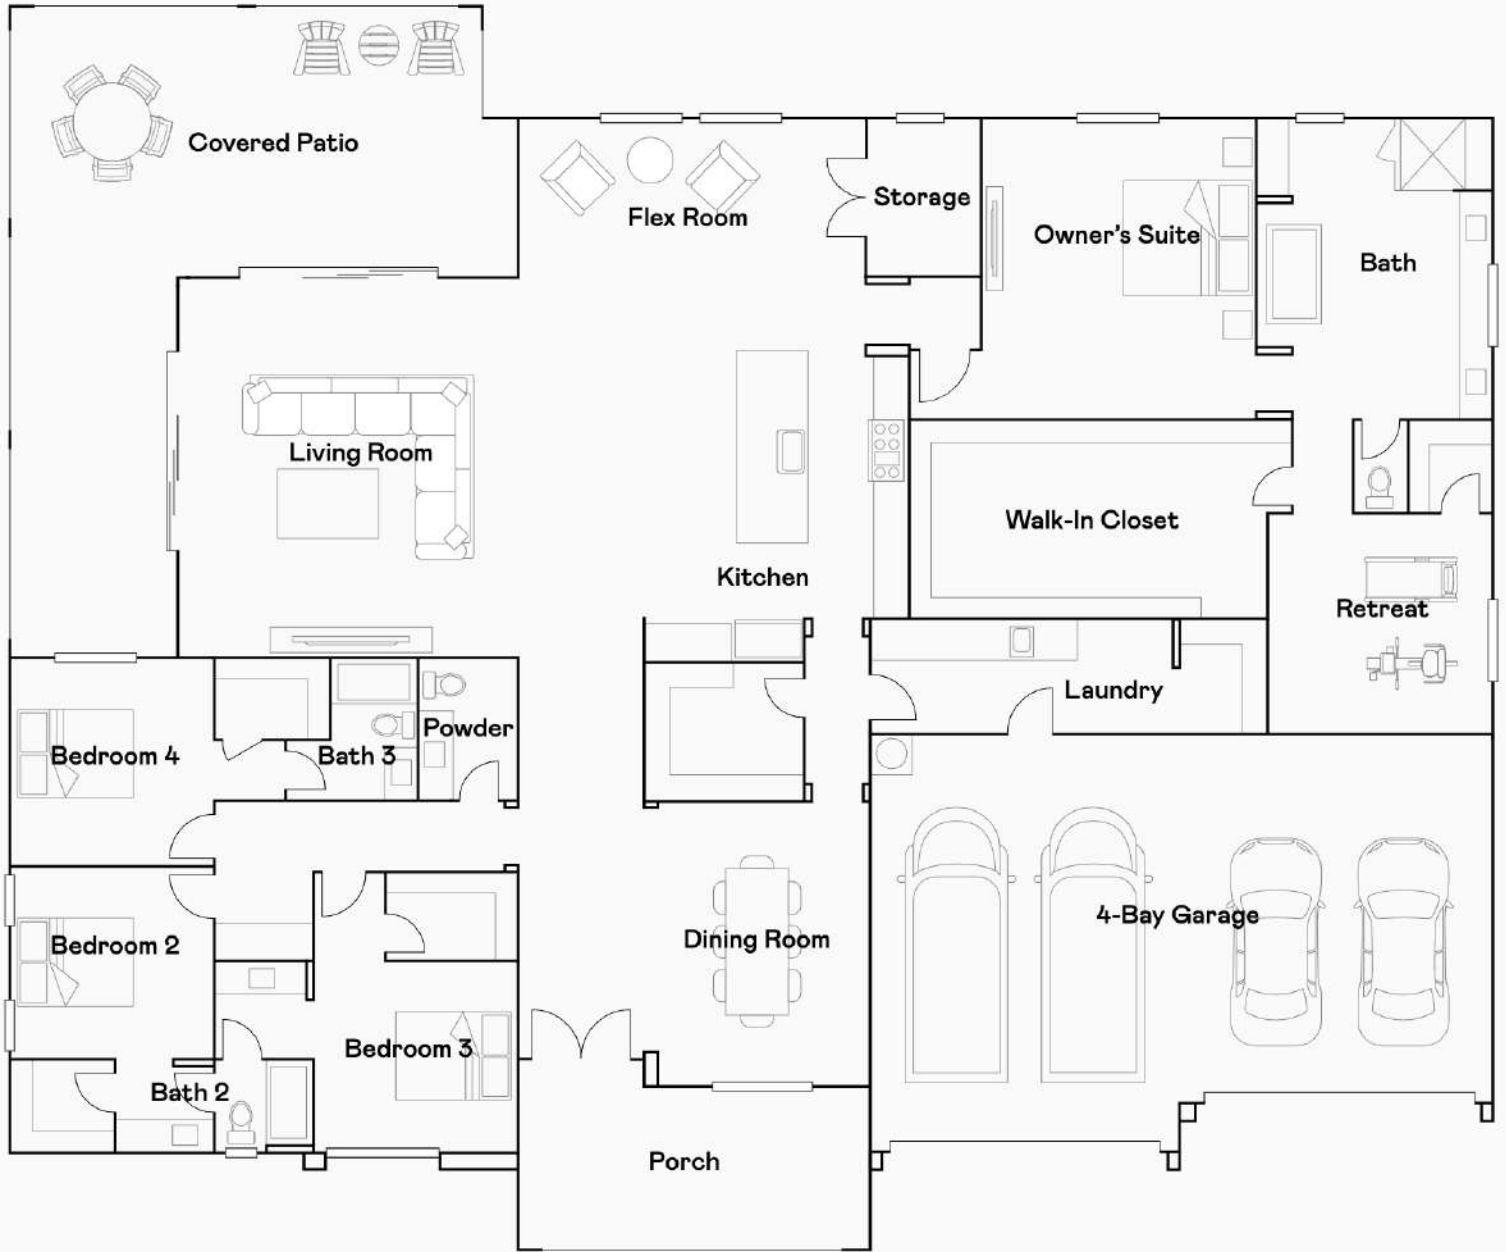 Covered Patio
Flex Room
Storage
Owner's Suite
Bath
Living Room
Walk-In Closet
Kitchen
Retreat
Laundry
Powder
Bath 3
Bedroom 4
4-Bay Garage
Dining Room
Bedroom 2
Bedroom 3
Bath 2
Porch